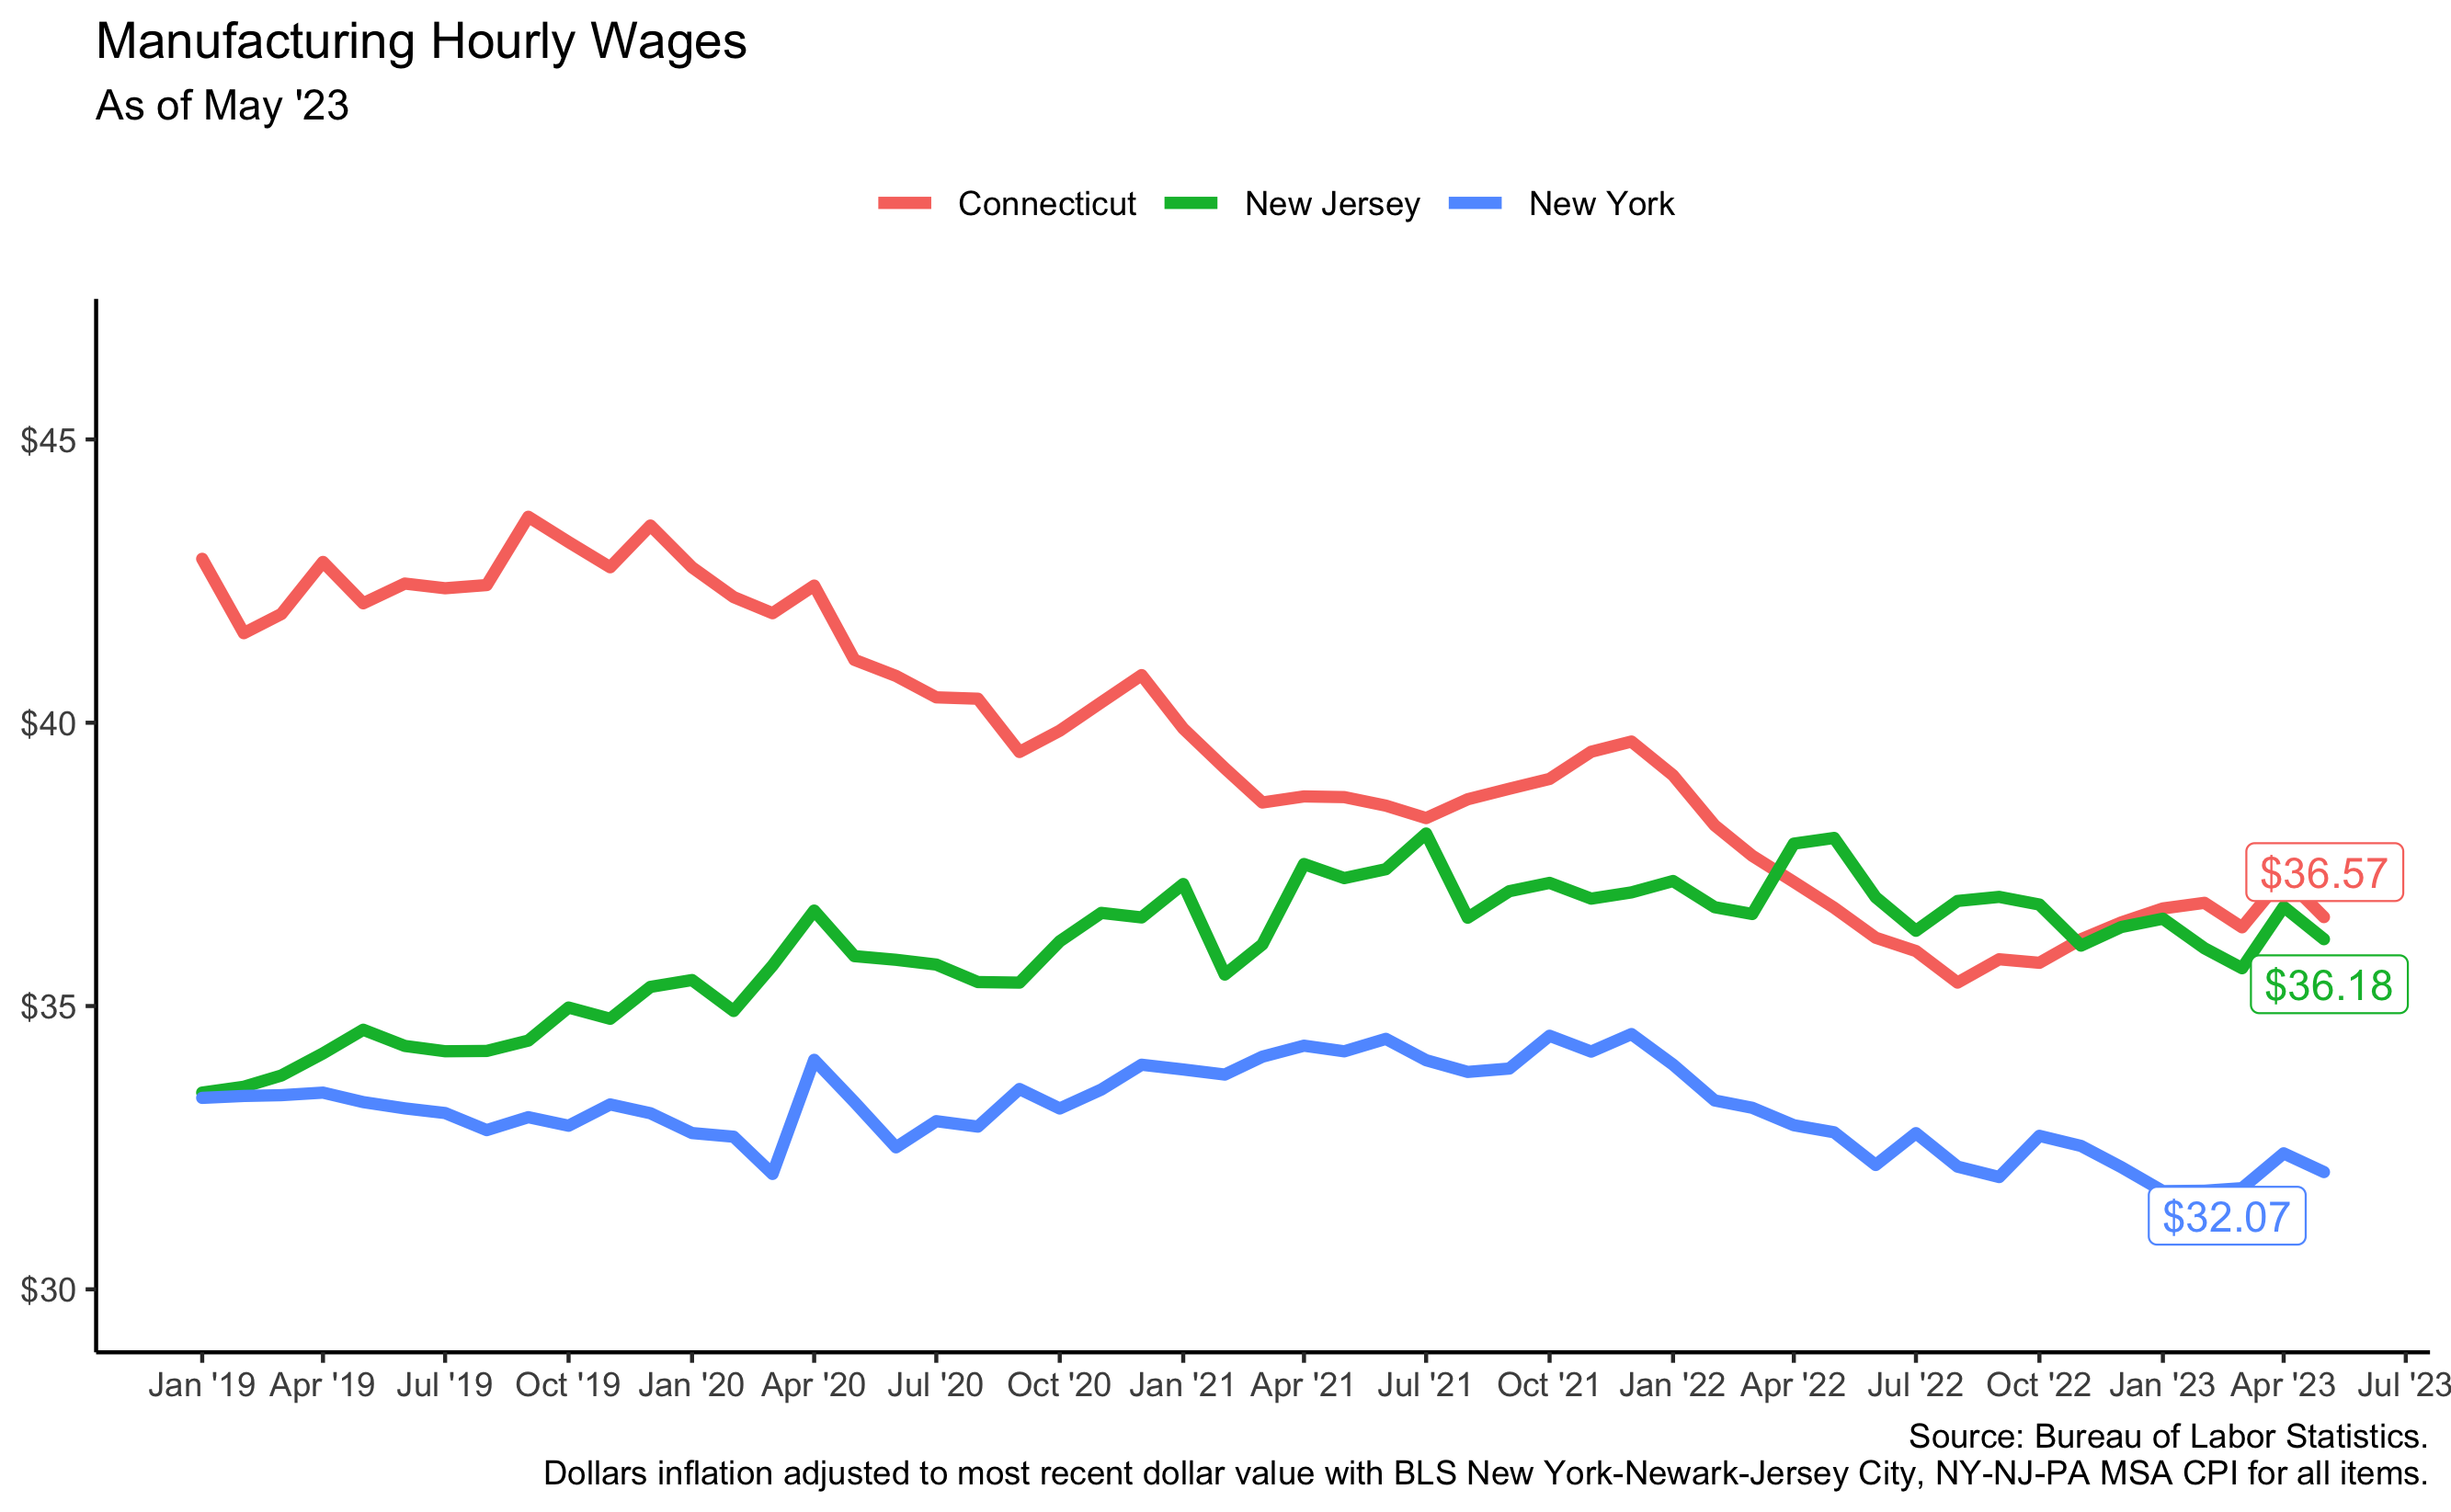 Manufacturing Hourly Wages
As of May '23
Connecticut New Jersey New York
$45
$40
$35
$30
$36.57
$36.18
$32.07
Jan '19 Apr '19 Jul '19 Oct '19 Jan '20 Apr '20 Jul '20 Oct '20 Jan '21 Apr '21 Jul '21 Oct '21 Jan '22 Apr '22 Jul '22 Oct '22 Jan '23 Apr '23 Jul '23
Source: Bureau of Labor Statistics.
Dollars inflation adjusted to most recent dollar value with BLS New York-Newark-Jersey City, NY-NJ-PA MSA CPI for all items.